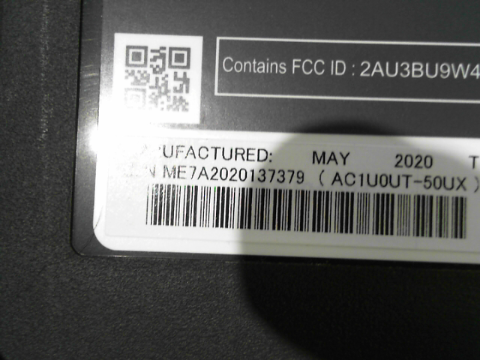 Contains FCC ID : 2AU3BU9W4
UFACTURED: MAY 2020 T
N ME7A2020137379 ( AC1U0UT-50UX )